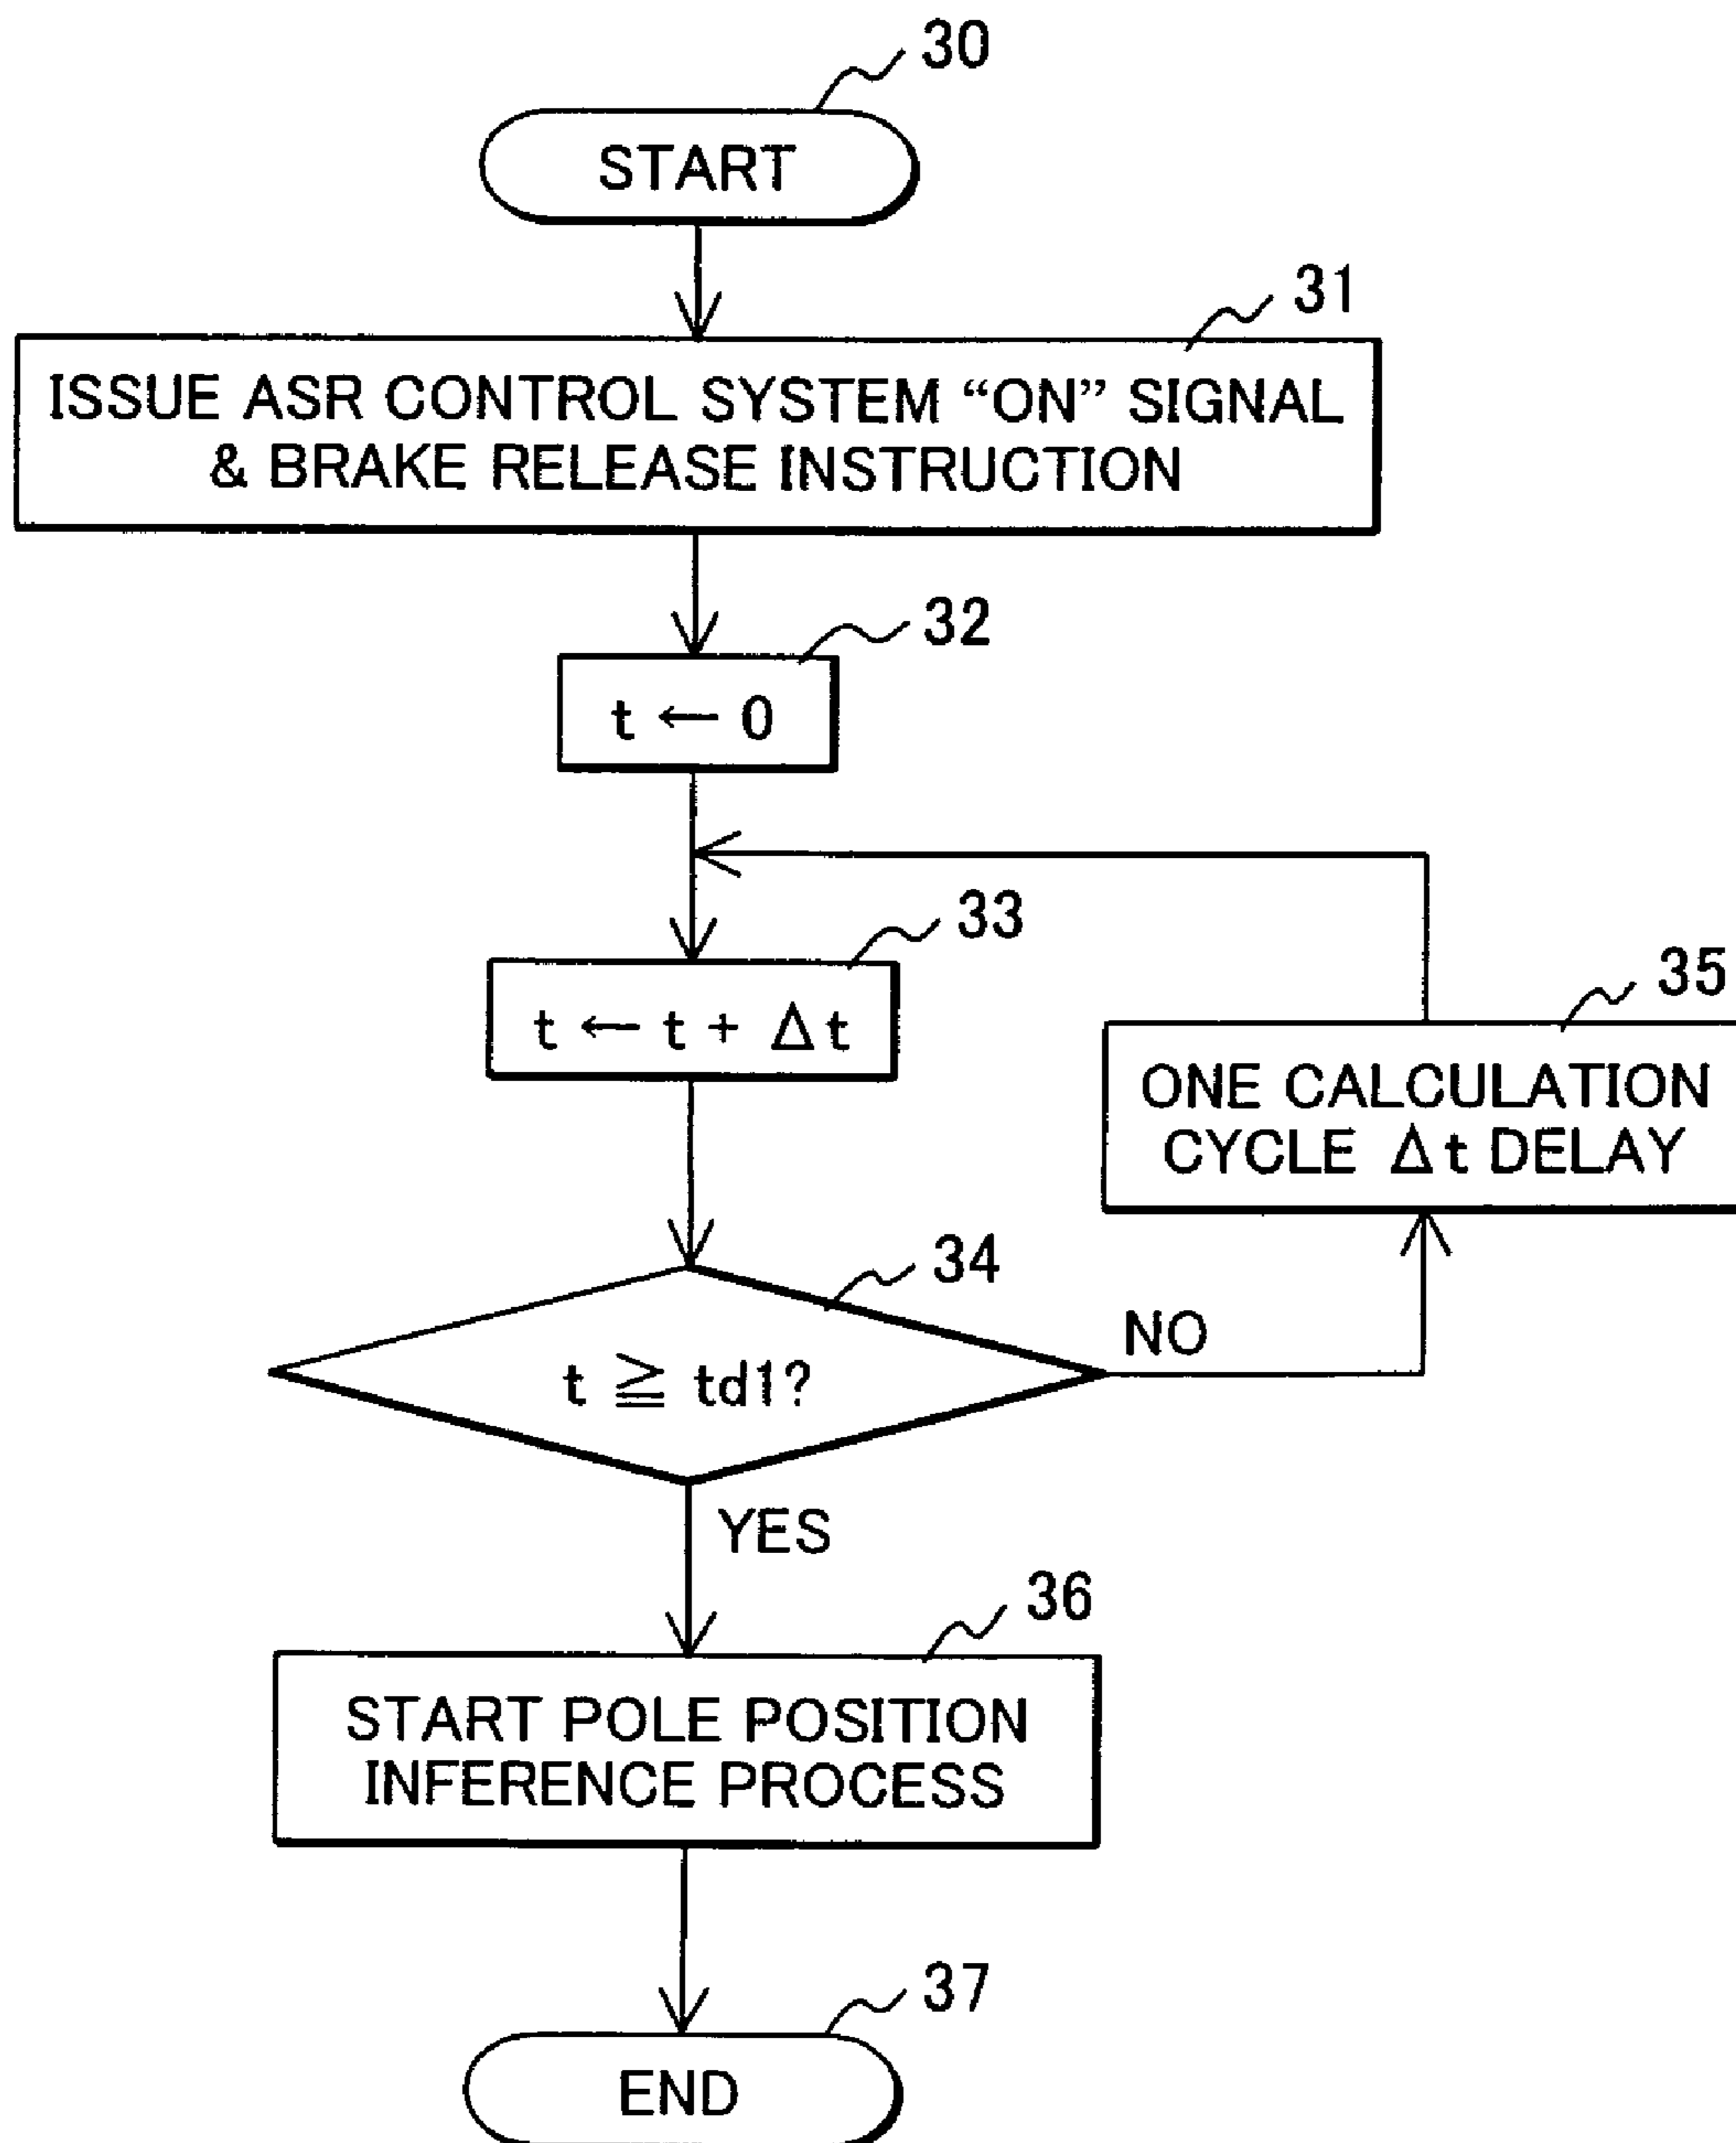 30
START
31
ISSUE ASR CONTROL SYSTEM “ON” SIGNAL
& BRAKE RELEASE INSTRUCTION
32
t ← 0
33
t ← t + Δt
35
ONE CALCULATION
CYCLE Δt DELAY
34
t ≧ td1?
NO
YES
36
START POLE POSITION
INFERENCE PROCESS
37
END